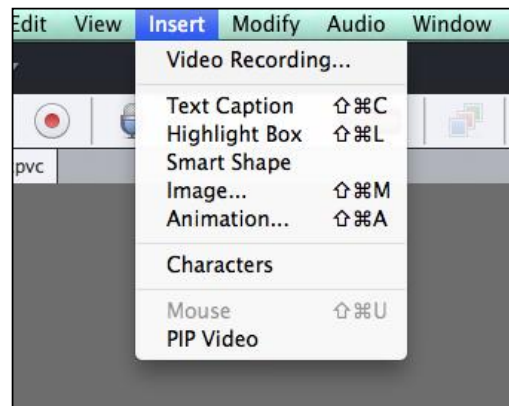 Edit View Insert Modify Audio Window
Video Recording...
Text Caption ⇧⌘C
Highlight Box ⇧⌘L
Smart Shape
Image... ⇧⌘M
Animation... ⇧⌘A
Characters
Mouse ⇧⌘U
PIP Video
pvc